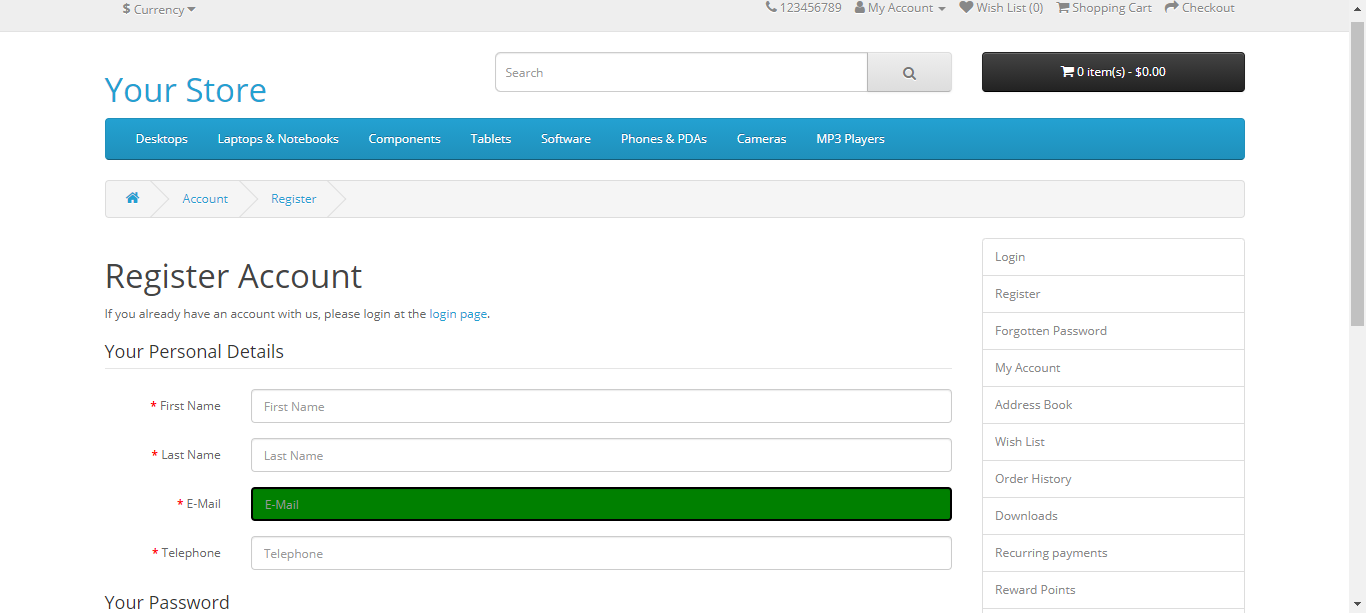 $ Currency
123456789 My Account Wish List (0) Shopping Cart Checkout
Your Store
Search
0 item(s) - $0.00
Desktops Laptops & Notebooks Components Tablets Software Phones & PDAs Cameras MP3 Players
Account Register
Register Account
If you already have an account with us, please login at the login page.
Your Personal Details
* First Name First Name
* Last Name Last Name
* E-Mail E-Mail
* Telephone Telephone
Your Password
Login
Register
Forgotten Password
My Account
Address Book
Wish List
Order History
Downloads
Recurring payments
Reward Points